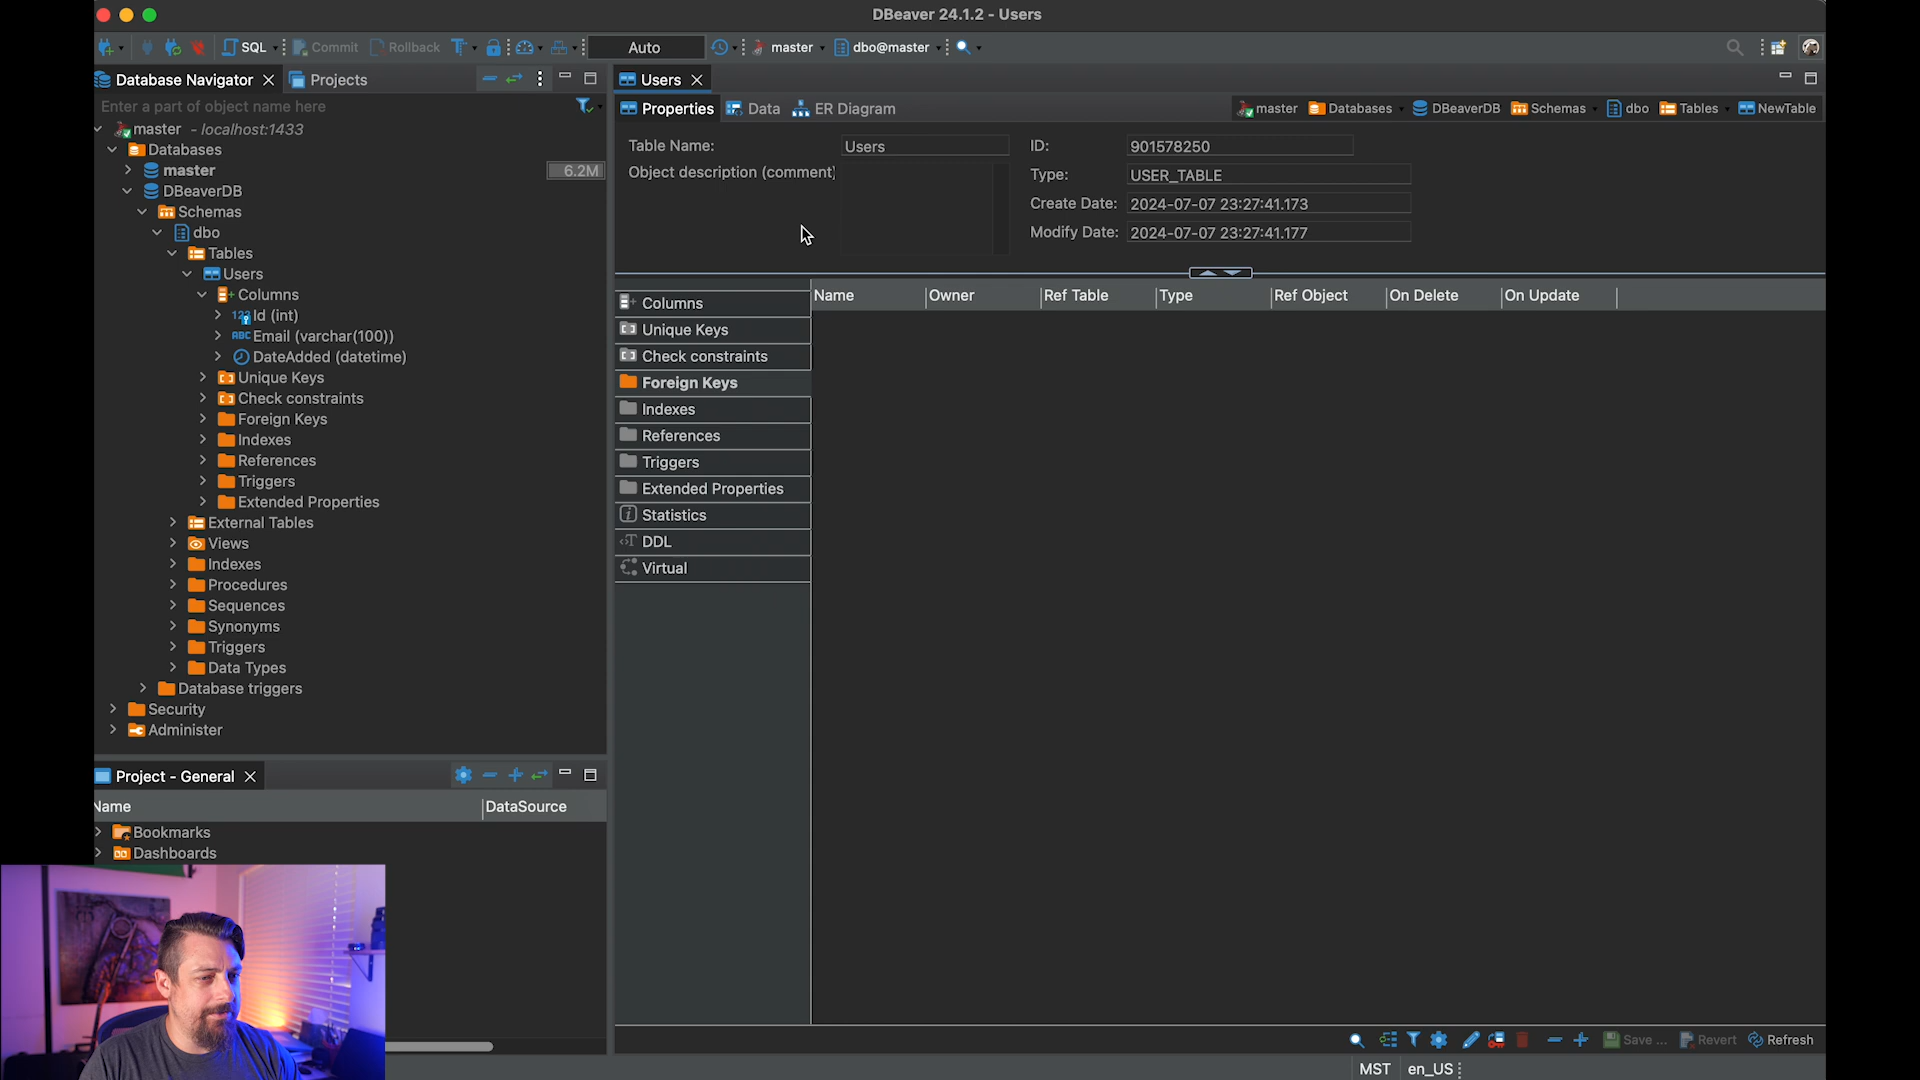 DBeaver 24.1.2 - Users
SQL Commit Rollback Auto master dbo@master
Database Navigator Projects
Enter a part of object name here
master - localhost:1433
Databases
master 6.2M
DBeaverDB
Schemas
dbo
Tables
Users
Columns
123 Id (int)
ABC Email (varchar(100))
DateAdded (datetime)
Unique Keys
Check constraints
Foreign Keys
Indexes
References
Triggers
Extended Properties
External Tables
Views
Indexes
Procedures
Sequences
Synonyms
Triggers
Data Types
Database triggers
Security
Administer
Project - General
Name DataSource
Bookmarks
Dashboards
Users
Properties Data ER Diagram master Databases DBeaverDB Schemas dbo Tables NewTable
Table Name: Users
Object description (comment)
ID: 901578250
Type: USER_TABLE
Create Date: 2024-07-07 23:27:41.173
Modify Date: 2024-07-07 23:27:41.177
Columns
Unique Keys
Check constraints
Foreign Keys
Indexes
References
Triggers
Extended Properties
Statistics
DDL
Virtual
Name Owner Ref Table Type Ref Object On Delete On Update
Save ... Revert Refresh
MST en_US